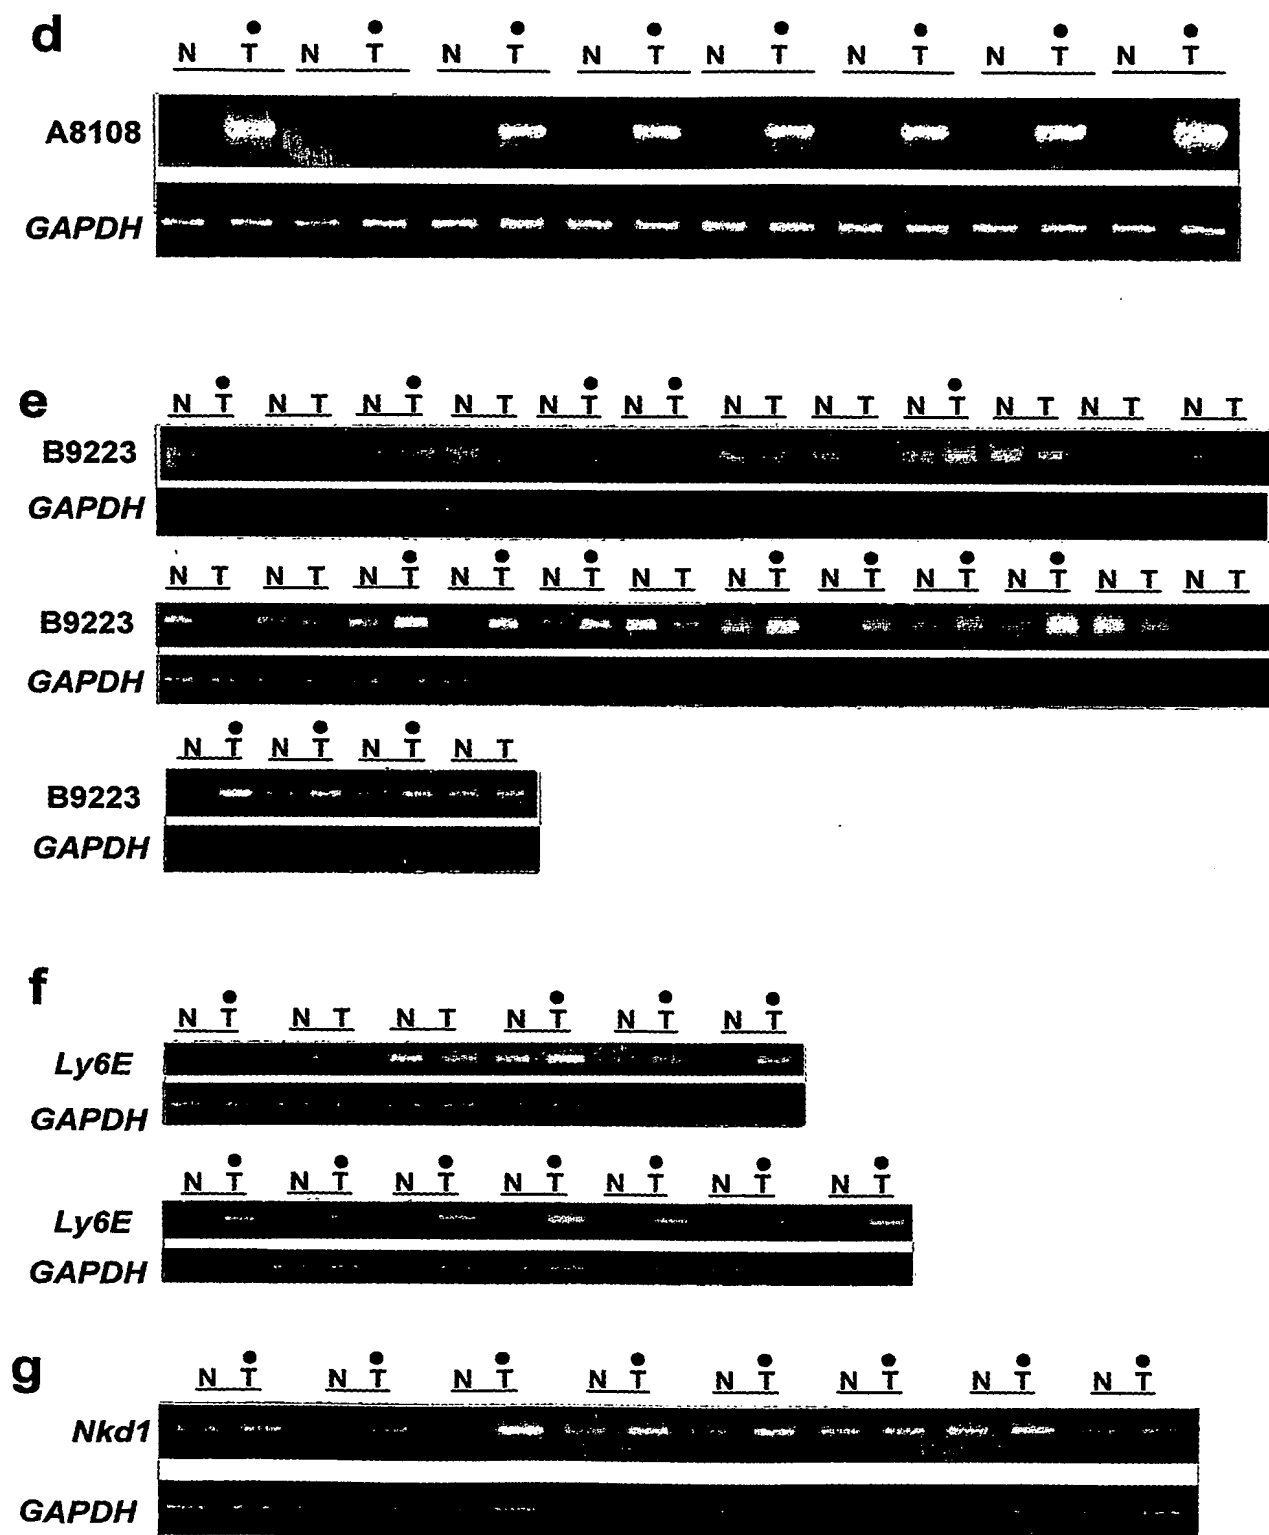 d
N T N T N T N T N T N T N T N T
A8108
GAPDH
e
N T N T N T N T N T N T N T N T N T N T N T N T
B9223
GAPDH
N T N T N T N T N T N T N T N T N T N T N T N T
B9223
GAPDH
N T N T N T N T
B9223
GAPDH
f
N T N T N T N T N T N T
Ly6E
GAPDH
N T N T N T N T N T N T N T
Ly6E
GAPDH
g
N T N T N T N T N T N T N T N T
Nkd1
GAPDH